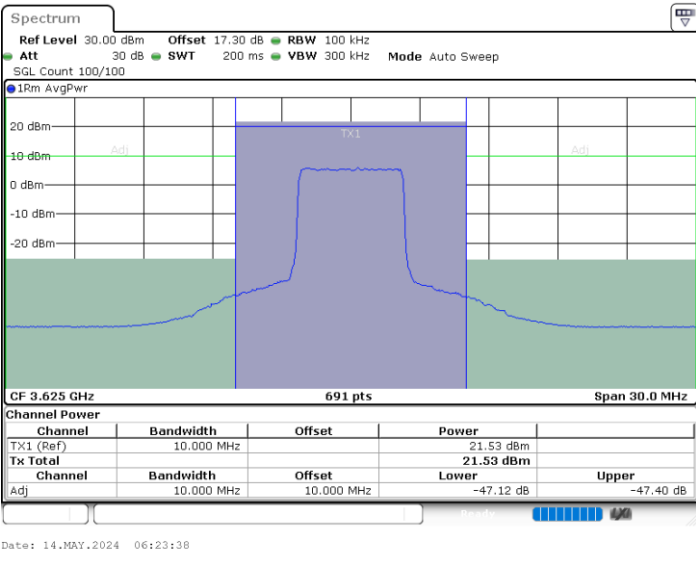 Spectrum
Ref Level 30.00 dBm Offset 17.30 dB RBW 100 kHz
Att 30 dB SWT 200 ms VBW 300 kHz Mode Auto Sweep
SGL Count 100/100
1Rm AvgPwr
20 dBm
TX1
Adj Adj
10 dBm
0 dBm
-10 dBm
-20 dBm
CF 3.625 GHz 691 pts Span 30.0 MHz
Channel Power
Channel Bandwidth Offset Power
TX1 (Ref) 10.000 MHz 21.53 dBm
Tx Total 21.53 dBm
Channel Bandwidth Offset Lower Upper
Adj 10.000 MHz 10.000 MHz -47.12 dB -47.40 dB
Ready
Date: 14.MAY.2024 06:23:38